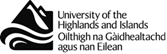 University of the
Highlands and Islands
Oilthigh na Gàidhealtachd
agus nan Eilean